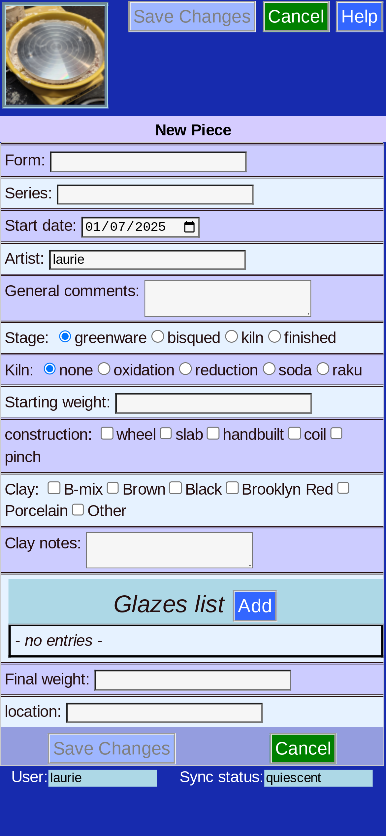 Save Changes Cancel Help
New Piece
Form:
Series:
Start date: 01/07/2025
Artist: laurie
General comments:
Stage: greenware bisqued kiln finished
Kiln: none oxidation reduction soda raku
Starting weight:
construction: wheel slab handbuilt coil
pinch
Clay: B-mix Brown Black Brooklyn Red
Porcelain Other
Clay notes:
Glazes list Add
- no entries -
Final weight:
location:
Save Changes Cancel
User: laurie Sync status: quiescent